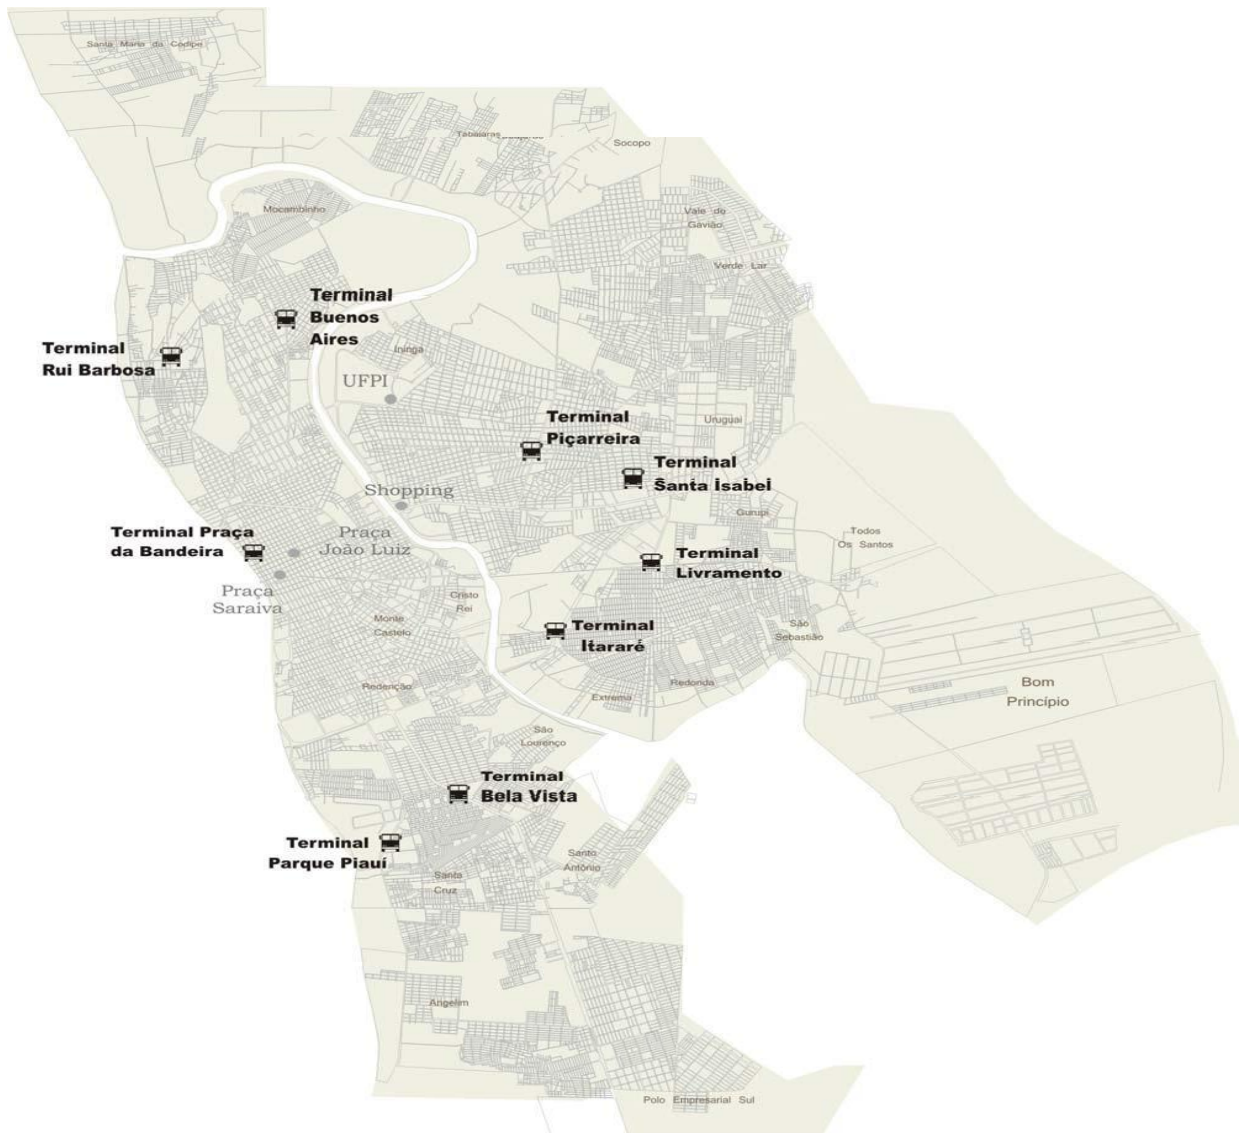 Santa Maria da Codipe
Tabajaras
Socopo
Mocambinho
Vale do
Gavião
Verde Lar
Terminal
Buenos
Aires
Terminal
Rui Barbosa
Ininga
UFPI
Terminal
Piçarreira
Uruguai
Terminal
Santa Isabel
Shopping
Gurupi
Terminal Praça
da Bandeira
Praça
João Luiz
Todos
Os Santos
Terminal
Livramento
Praça
Saraiva
Cristo
Rei
Monte
Castelo
Terminal
Itararé
São
Sebastião
Redenção
Extrema
Redonda
Bom
Princípio
São
Lourenço
Terminal
Bela Vista
Terminal
Parque Piauí
Santo
Antônio
Santa
Cruz
Angelim
Polo Empresarial Sul